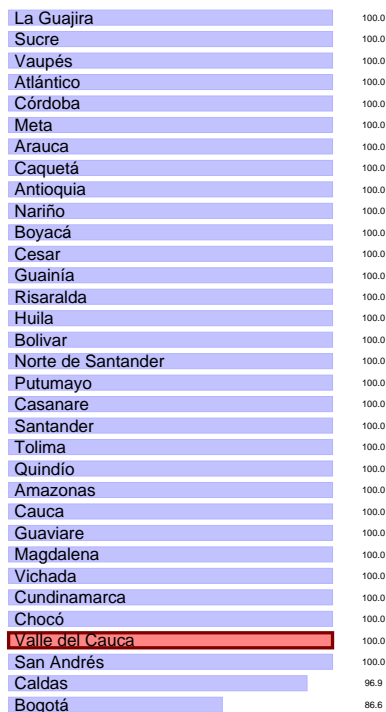 La Guajira 100.0
Sucre 100.0
Vaupés 100.0
Atlántico 100.0
Córdoba 100.0
Meta 100.0
Arauca 100.0
Caquetá 100.0
Antioquia 100.0
Nariño 100.0
Boyacá 100.0
Cesar 100.0
Guainía 100.0
Risaralda 100.0
Huila 100.0
Bolivar 100.0
Norte de Santander 100.0
Putumayo 100.0
Casanare 100.0
Santander 100.0
Tolima 100.0
Quindío 100.0
Amazonas 100.0
Cauca 100.0
Guaviare 100.0
Magdalena 100.0
Vichada 100.0
Cundinamarca 100.0
Chocó 100.0
Valle del Cauca 100.0
San Andrés 100.0
Caldas 96.9
Bogotá 86.6